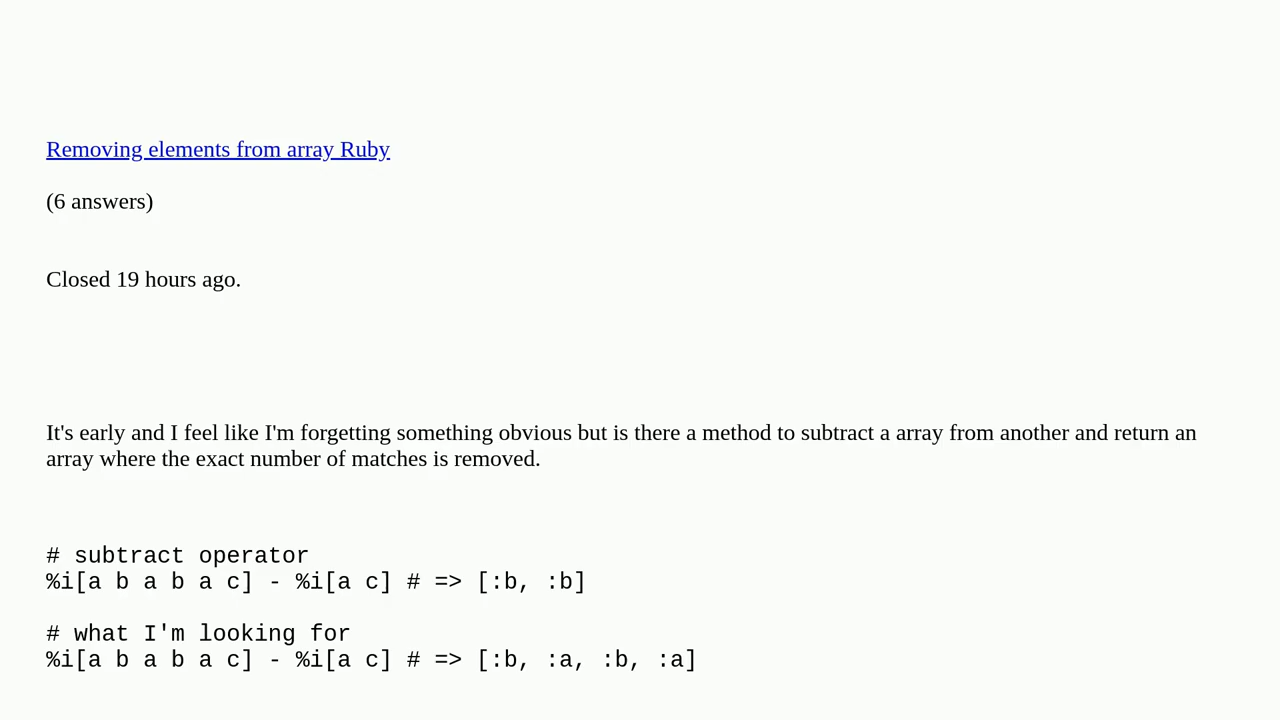 Removing elements from array Ruby
(6 answers)
Closed 19 hours ago.
It's early and I feel like I'm forgetting something obvious but is there a method to subtract a array from another and return an
array where the exact number of matches is removed.
# subtract operator
%i[a b a b a c] - %i[a c] # => [:b, :b]
# what I'm looking for
%i[a b a b a c] - %i[a c] # => [:b, :a, :b, :a]